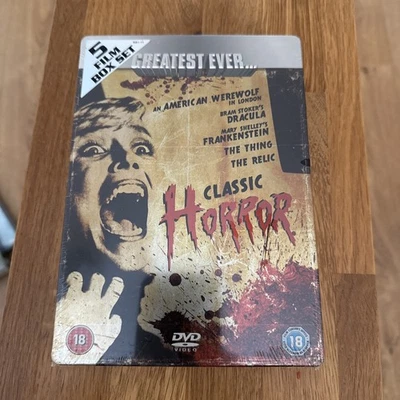 5
FILM
BOX SET
GREATEST EVER...
AN AMERICAN WEREWOLF
IN LONDON
BRAM STOKER'S
DRACULA
MARY SHELLEY'S
FRANKENSTEIN
THE THING
THE RELIC
CLASSIC
HORROR
18
DVD
VIDEO
18